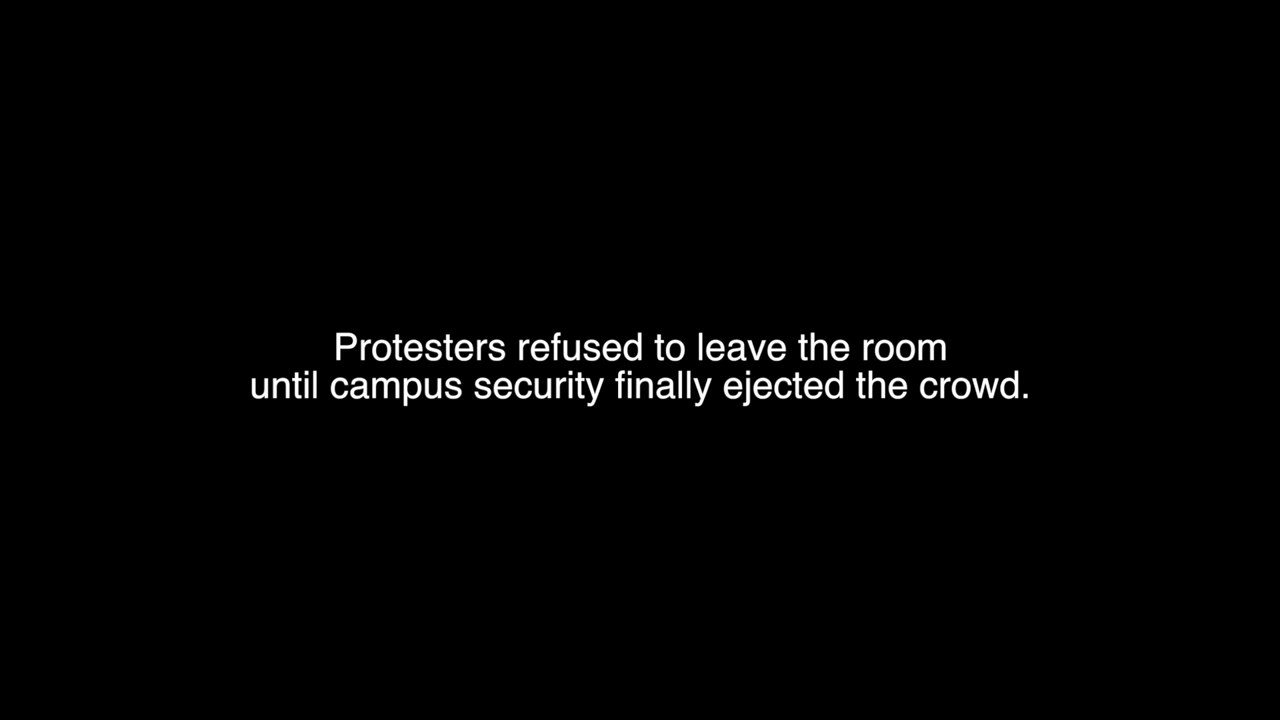 Protesters refused to leave the room
until campus security finally ejected the crowd.